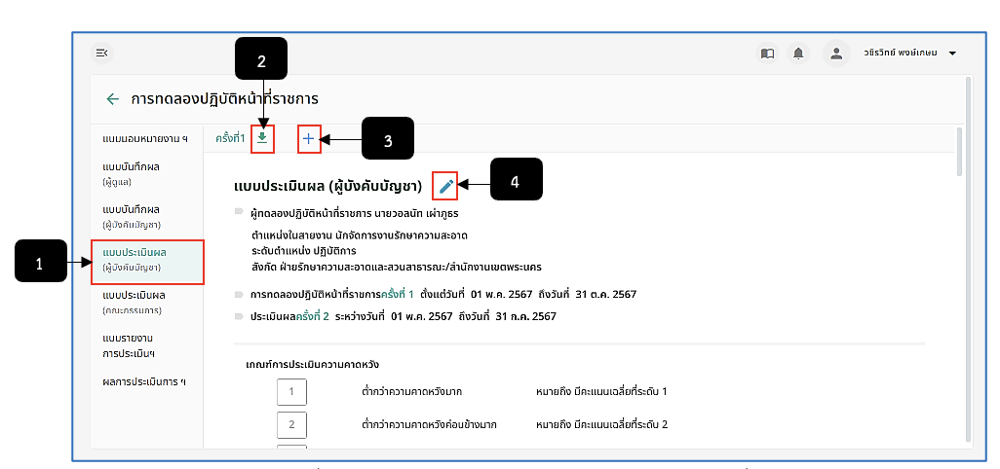 2
วชิรวิทย์ พงษ์เกษม
การทดลองปฏิบัติหน้าที่ราชการ
แบบมอบหมายงาน ฯ
ครั้งที่1
3
แบบบันทึกผล
(ผู้ดูแล)
แบบประเมินผล (ผู้บังคับบัญชา)
4
แบบบันทึกผล
(ผู้บังคับบัญชา)
ผู้ทดลองปฏิบัติหน้าที่ราชการ นายวอลนัท เผ่าภูธร
ตำแหน่งในสายงาน นักจัดการงานรักษาความสะอาด
ระดับตำแหน่ง ปฏิบัติการ
สังกัด ฝ่ายรักษาความสะอาดและสวนสาธารณะ/สำนักงานเขตพระนคร
1
แบบประเมินผล
(ผู้บังคับบัญชา)
การทดลองปฏิบัติหน้าที่ราชการครั้งที่ 1 ตั้งแต่วันที่ 01 พ.ค. 2567 ถึงวันที่ 31 ต.ค. 2567
แบบประเมินผล
(คณะกรรมการ)
ประเมินผลครั้งที่ 2 ระหว่างวันที่ 01 พ.ค. 2567 ถึงวันที่ 31 ก.ค. 2567
แบบรายงาน
การประเมินฯ
ผลการประเมินการ ฯ
เกณฑ์การประเมินความคาดหวัง
1 ต่ำกว่าความคาดหวังมาก หมายถึง มีคะแนนเฉลี่ยที่ระดับ 1
2 ต่ำกว่าความคาดหวังค่อนข้างมาก หมายถึง มีคะแนนเฉลี่ยที่ระดับ 2